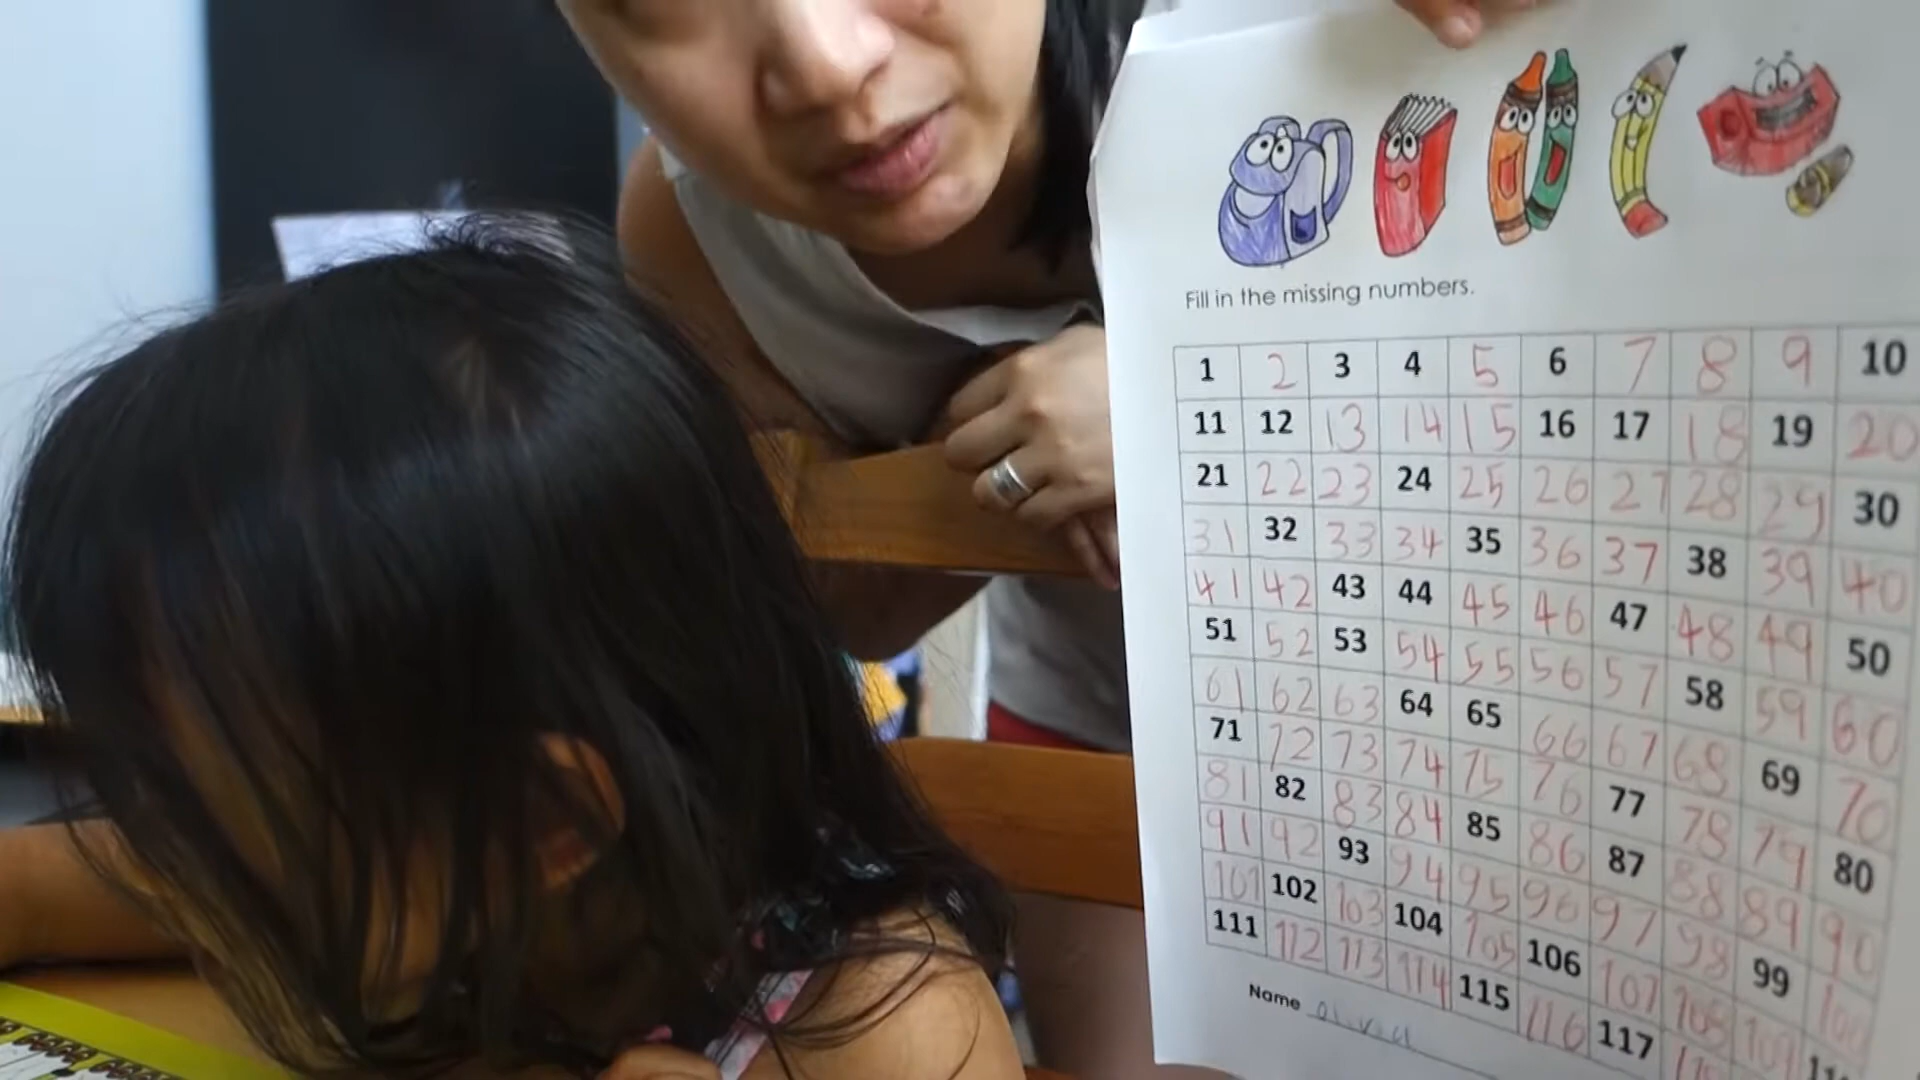 Fill in the missing numbers.
1 2 3 4 5 6 7 8 9 10
11 12 13 14 15 16 17 18 19 20
21 22 23 24 25 26 27 28 29 30
31 32 33 34 35 36 37 38 39 40
41 42 43 44 45 46 47 48 49 50
51 52 53 54 55 56 57 58 59 60
61 62 63 64 65 66 67 68 69 70
71 72 73 74 75 76 77 78 79 80
81 82 83 84 85 86 87 88 89 90
91 92 93 94 95 96 97 98 99 100
101 102 103 104 105 106 107 108 109
111 112 113 114 115 116 117
Name Olivia